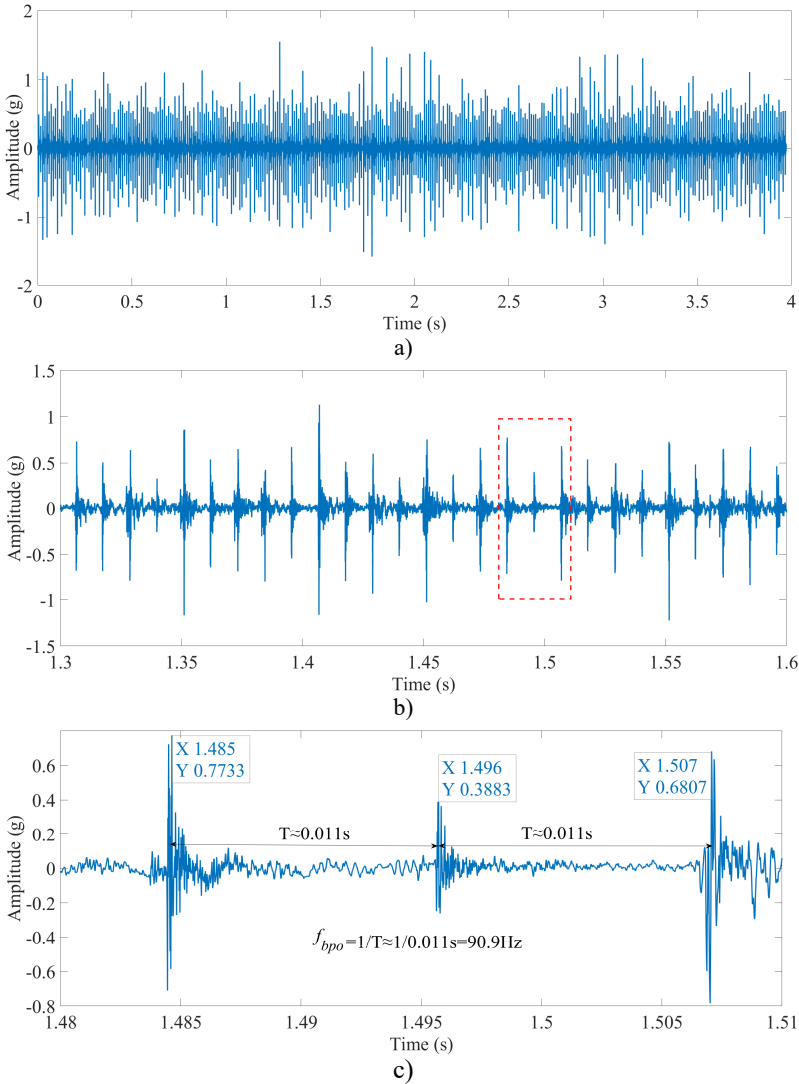 2
1
0
-1
-2
Amplitude (g)
0 0.5 1 1.5 2 2.5 3 3.5 4
Time (s)
a)
1.5
1
0.5
0
-0.5
-1
-1.5
Amplitude (g)
1.3 1.35 1.4 1.45 1.5 1.55 1.6
Time (s)
b)
0.6
0.4
0.2
0
-0.2
-0.4
-0.6
-0.8
Amplitude (g)
X 1.485
Y 0.7733
X 1.496
Y 0.3883
X 1.507
Y 0.6807
T≈0.011s
T≈0.011s
f_bpo=1/T≈1/0.011s=90.9Hz
1.48 1.485 1.49 1.495 1.5 1.505 1.51
Time (s)
c)